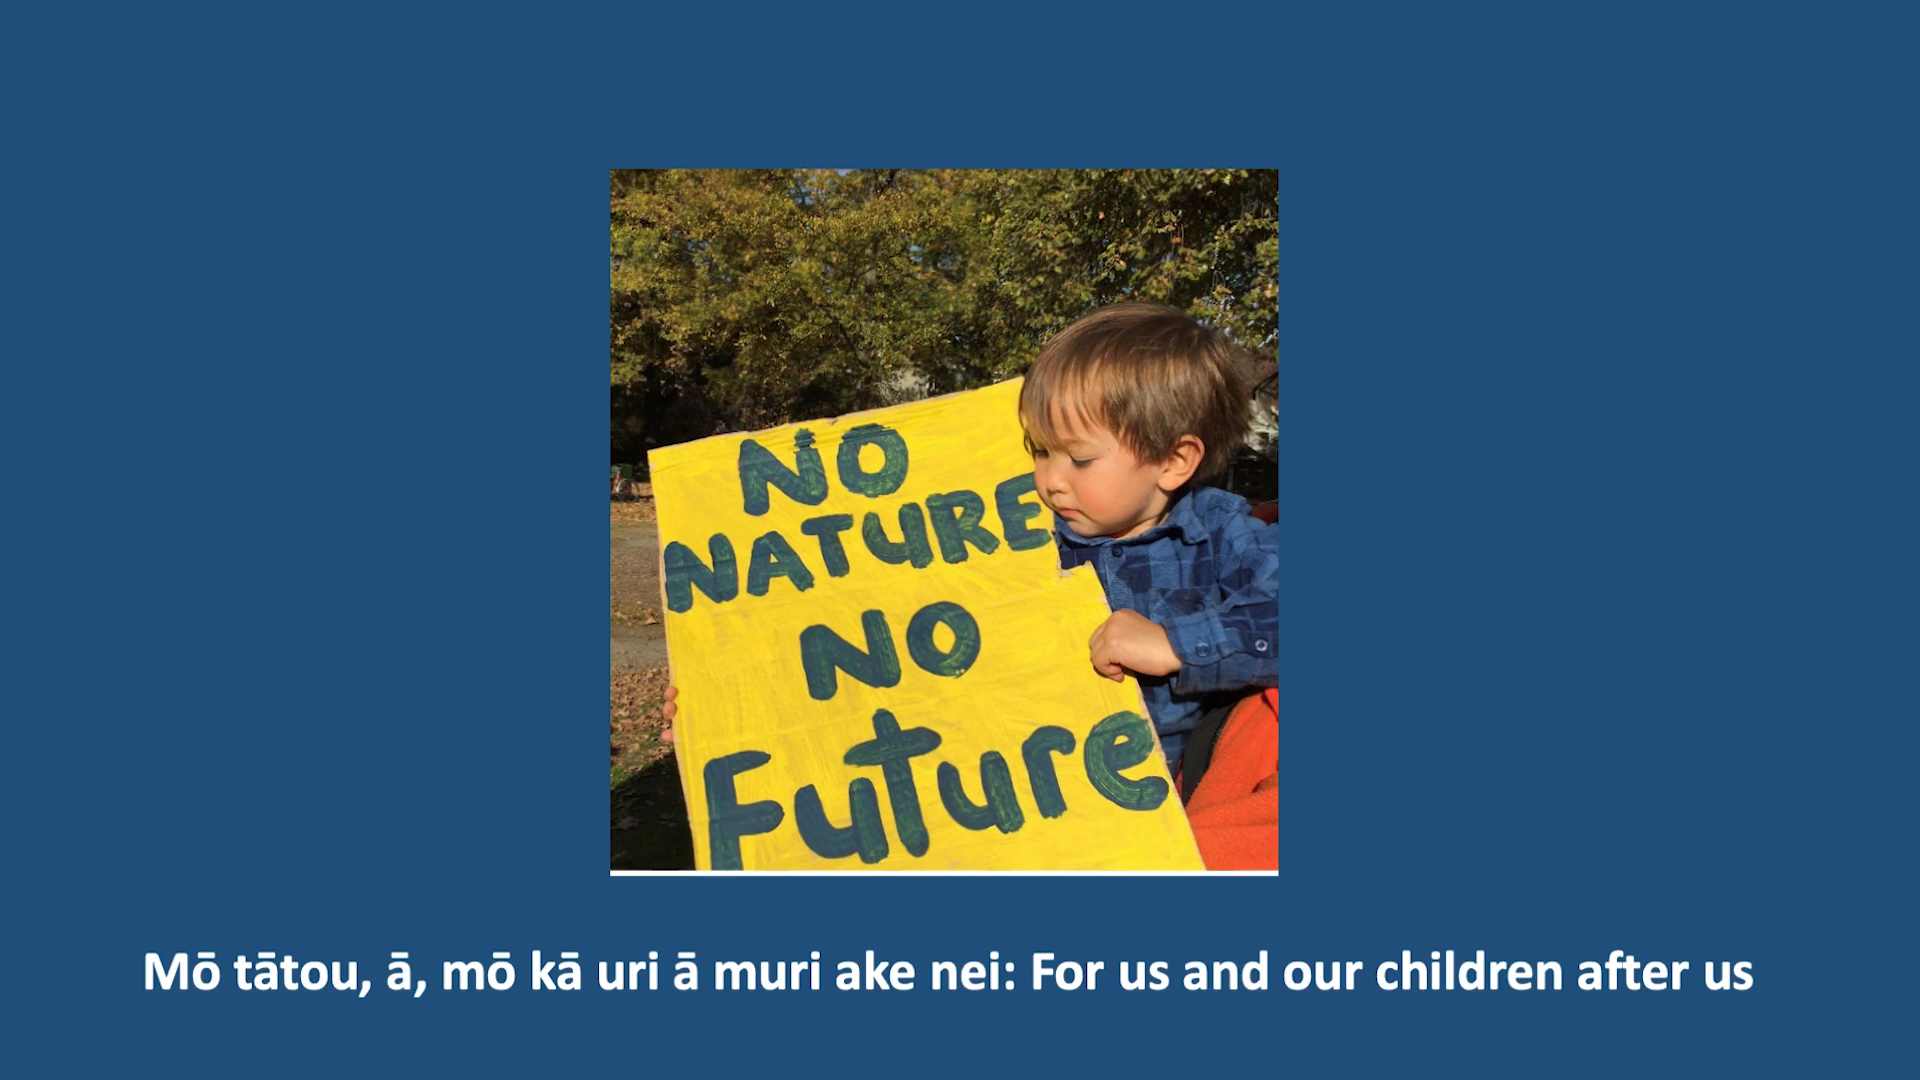 NO
NATURE
NO
Future
Mō tātou, ā, mō kā uri ā muri ake nei: For us and our children after us